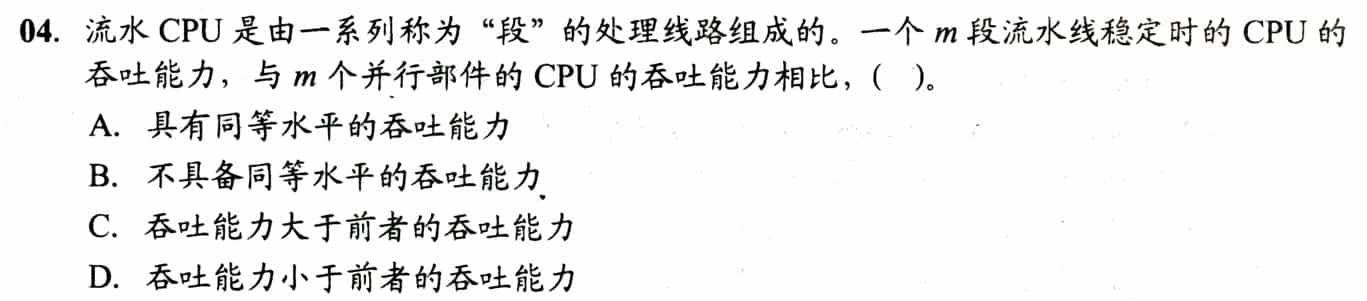 04. 流水 CPU 是由一系列称为“段”的处理线路组成的。一个 m 段流水线稳定时的 CPU 的
吞吐能力，与 m 个并行部件的 CPU 的吞吐能力相比，( )。
A. 具有同等水平的吞吐能力
B. 不具备同等水平的吞吐能力
C. 吞吐能力大于前者的吞吐能力
D. 吞吐能力小于前者的吞吐能力